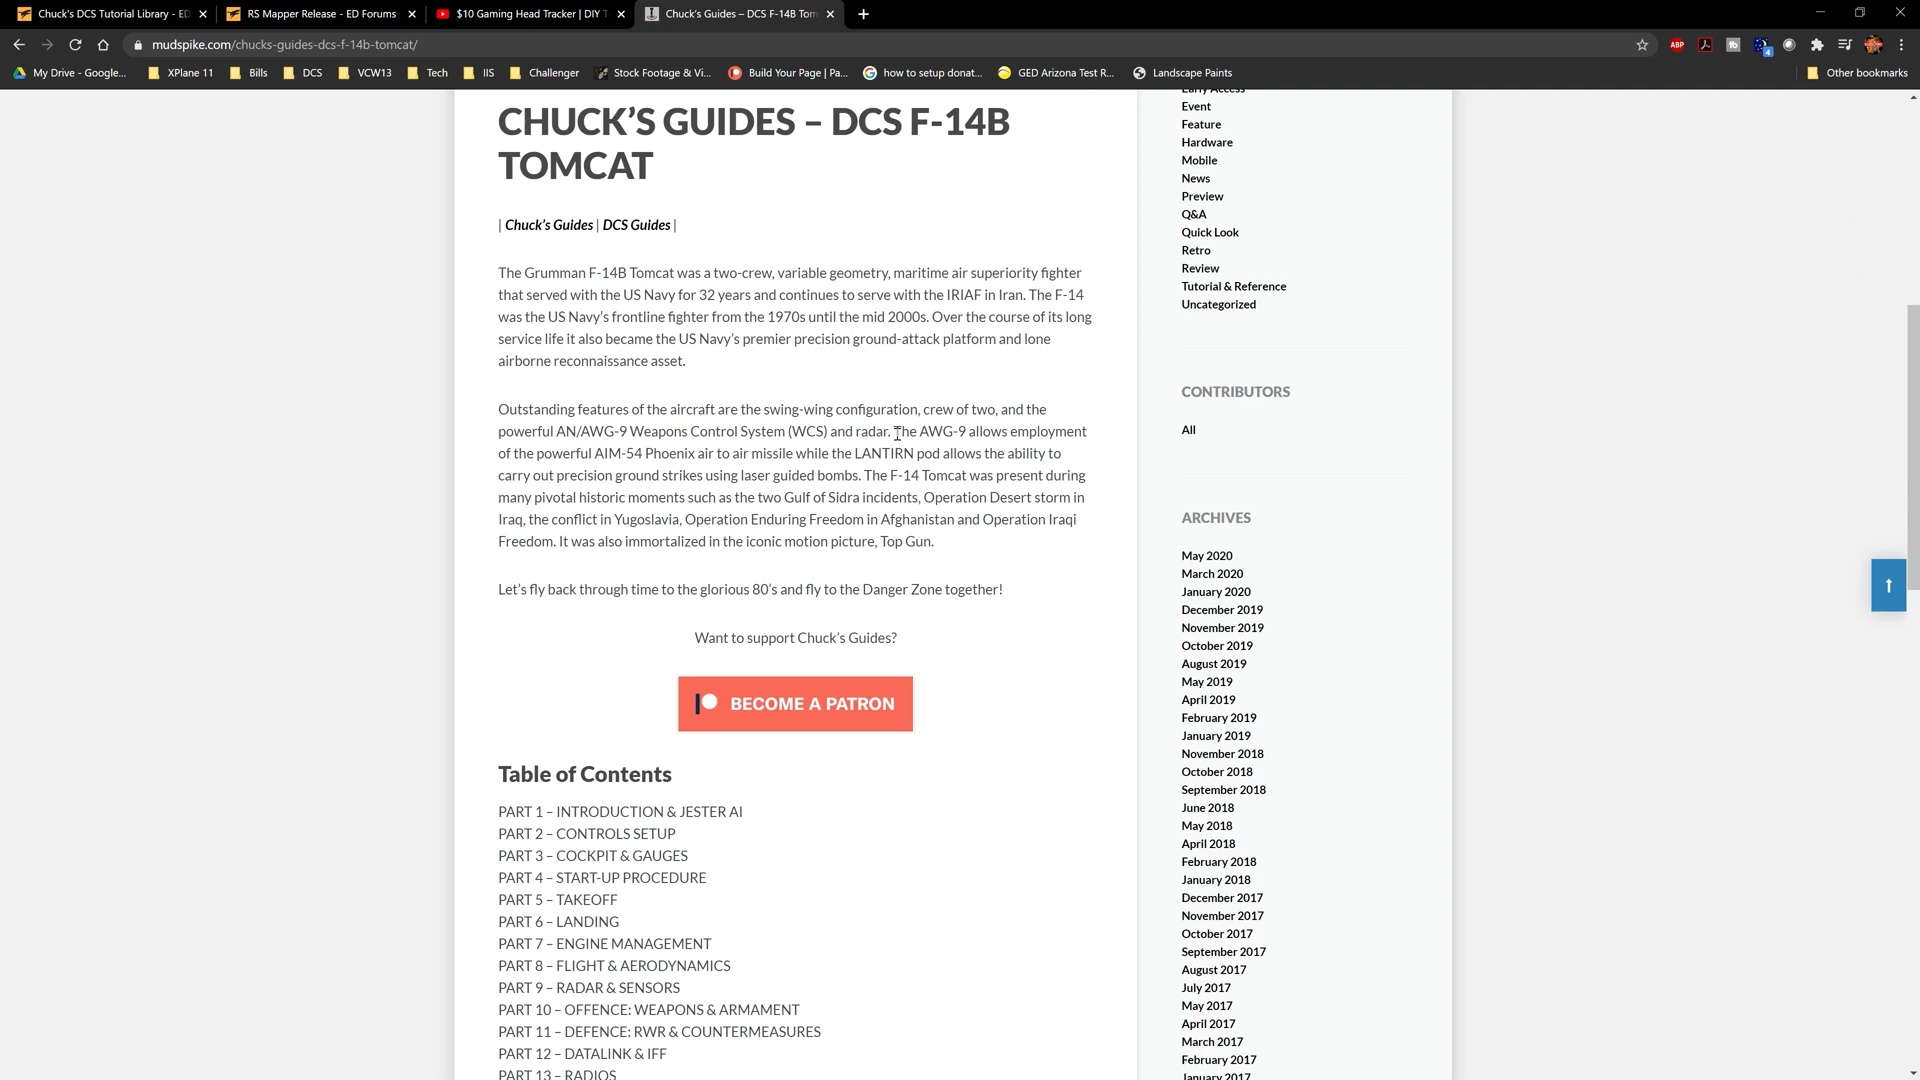 Chuck's DCS Tutorial Library - ED
RS Mapper Release - ED Forums
$10 Gaming Head Tracker | DIY T
Chuck's Guides – DCS F-14B Tom
mudspike.com/chucks-guides-dcs-f-14b-tomcat/
ABP
4
My Drive - Google...
XPlane 11
Bills
DCS
VCW13
Tech
IIS
Challenger
Stock Footage & Vi...
Build Your Page | Pa...
how to setup donat...
GED Arizona Test R...
Landscape Paints
Other bookmarks
CHUCK'S GUIDES – DCS F-14B
TOMCAT
| Chuck's Guides | DCS Guides |
The Grumman F-14B Tomcat was a two-crew, variable geometry, maritime air superiority fighter
that served with the US Navy for 32 years and continues to serve with the IRIAF in Iran. The F-14
was the US Navy's frontline fighter from the 1970s until the mid 2000s. Over the course of its long
service life it also became the US Navy's premier precision ground-attack platform and lone
airborne reconnaissance asset.
Outstanding features of the aircraft are the swing-wing configuration, crew of two, and the
powerful AN/AWG-9 Weapons Control System (WCS) and radar. The AWG-9 allows employment
of the powerful AIM-54 Phoenix air to air missile while the LANTIRN pod allows the ability to
carry out precision ground strikes using laser guided bombs. The F-14 Tomcat was present during
many pivotal historic moments such as the two Gulf of Sidra incidents, Operation Desert storm in
Iraq, the conflict in Yugoslavia, Operation Enduring Freedom in Afghanistan and Operation Iraqi
Freedom. It was also immortalized in the iconic motion picture, Top Gun.
Let's fly back through time to the glorious 80's and fly to the Danger Zone together!
Want to support Chuck's Guides?
BECOME A PATRON
Table of Contents
PART 1 – INTRODUCTION & JESTER AI
PART 2 – CONTROLS SETUP
PART 3 – COCKPIT & GAUGES
PART 4 – START-UP PROCEDURE
PART 5 – TAKEOFF
PART 6 – LANDING
PART 7 – ENGINE MANAGEMENT
PART 8 – FLIGHT & AERODYNAMICS
PART 9 – RADAR & SENSORS
PART 10 – OFFENCE: WEAPONS & ARMAMENT
PART 11 – DEFENCE: RWR & COUNTERMEASURES
PART 12 – DATALINK & IFF
PART 13 – RADIOS
Early Access
Event
Feature
Hardware
Mobile
News
Preview
Q&A
Quick Look
Retro
Review
Tutorial & Reference
Uncategorized
CONTRIBUTORS
All
ARCHIVES
May 2020
March 2020
January 2020
December 2019
November 2019
October 2019
August 2019
May 2019
April 2019
February 2019
January 2019
November 2018
October 2018
September 2018
June 2018
May 2018
April 2018
February 2018
January 2018
December 2017
November 2017
October 2017
September 2017
August 2017
July 2017
May 2017
April 2017
March 2017
February 2017
January 2017